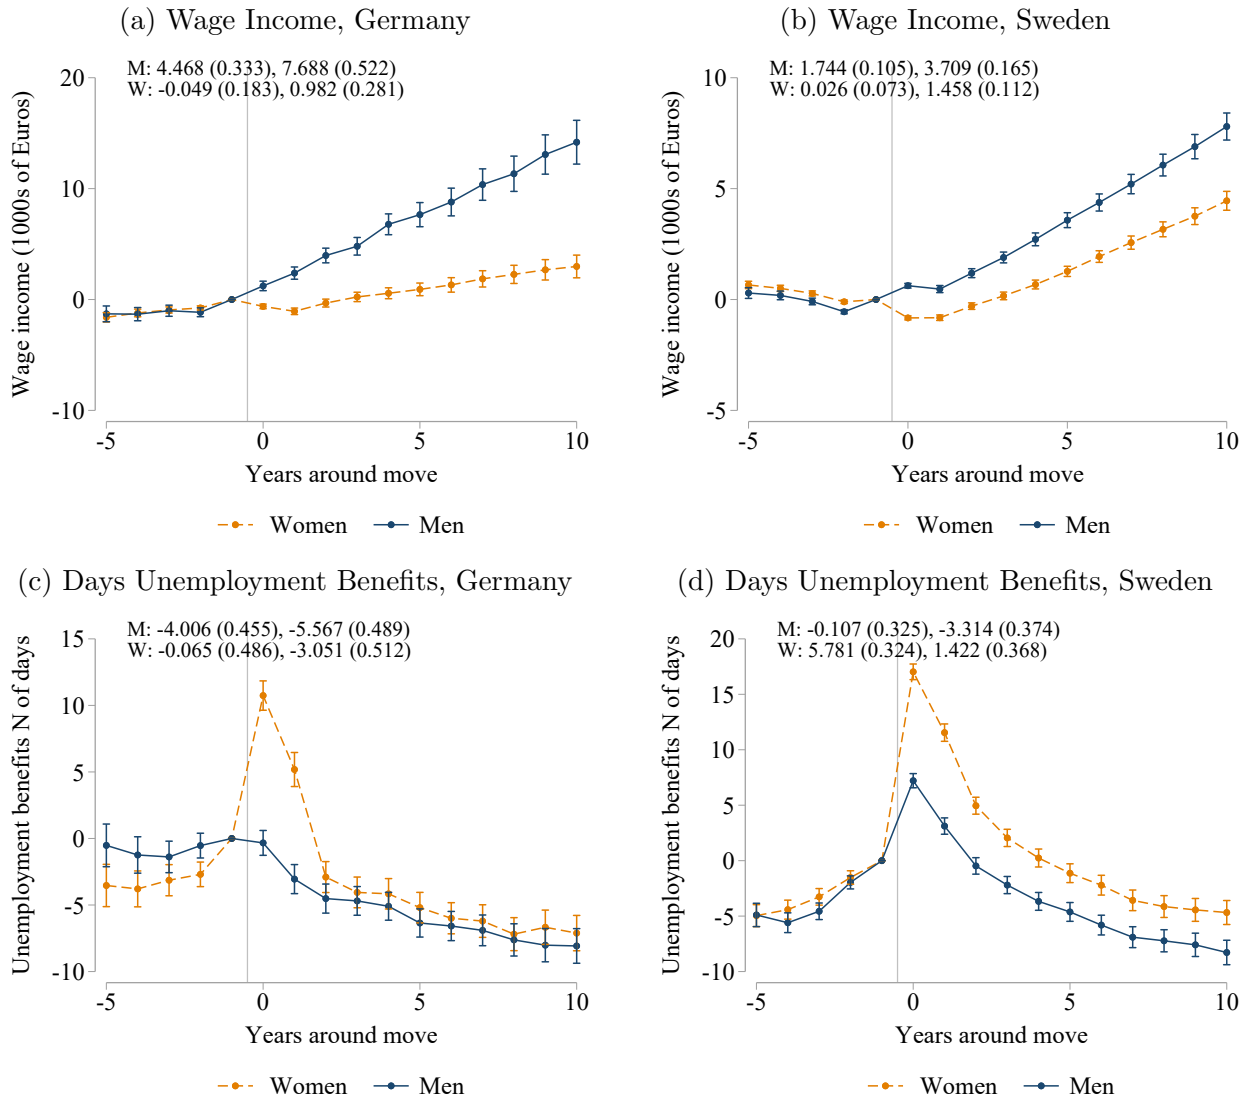 (a) Wage Income, Germany
M: 4.468 (0.333), 7.688 (0.522)
W: -0.049 (0.183), 0.982 (0.281)
Wage income (1000s of Euros)
20
10
0
-10
-5 0 5 10
Years around move
Women Men
(b) Wage Income, Sweden
M: 1.744 (0.105), 3.709 (0.165)
W: 0.026 (0.073), 1.458 (0.112)
Wage income (1000s of Euros)
10
5
0
-5
-5 0 5 10
Years around move
Women Men
(c) Days Unemployment Benefits, Germany
M: -4.006 (0.455), -5.567 (0.489)
W: -0.065 (0.486), -3.051 (0.512)
Unemployment benefits N of days
15
10
5
0
-5
-10
-5 0 5 10
Years around move
Women Men
(d) Days Unemployment Benefits, Sweden
M: -0.107 (0.325), -3.314 (0.374)
W: 5.781 (0.324), 1.422 (0.368)
Unemployment benefits N of days
20
15
10
5
0
-5
-10
-5 0 5 10
Years around move
Women Men